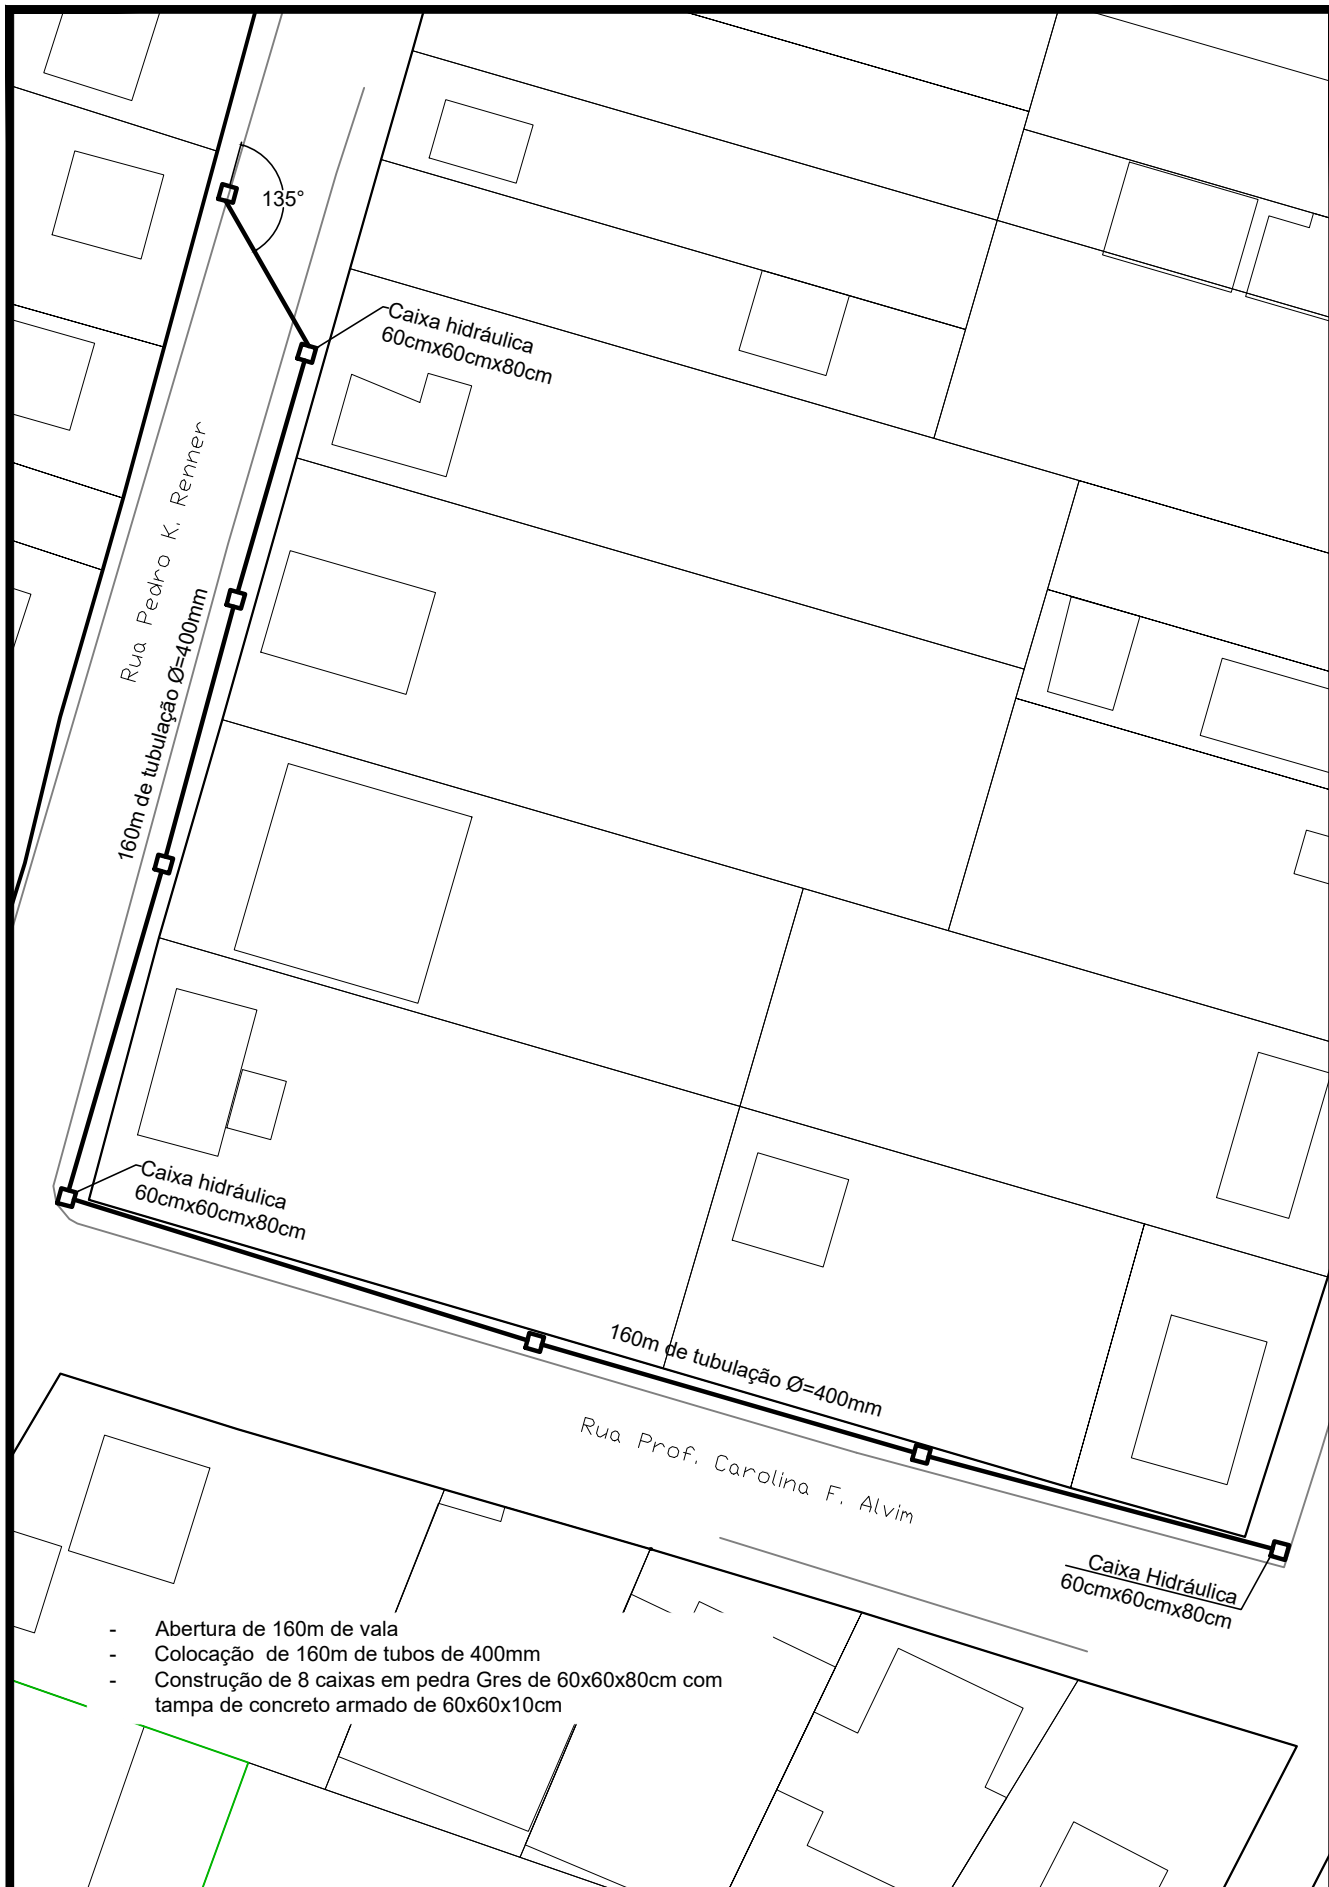 135°
Caixa hidráulica
60cmx60cmx80cm
Rua Pedro K. Renner
160m de tubulação Ø=400mm
Caixa hidráulica
60cmx60cmx80cm
160m de tubulação Ø=400mm
Rua Prof. Carolina F. Alvim
Caixa Hidráulica
60cmx60cmx80cm
- Abertura de 160m de vala
- Colocação de 160m de tubos de 400mm
- Construção de 8 caixas em pedra Gres de 60x60x80cm com
tampa de concreto armado de 60x60x10cm